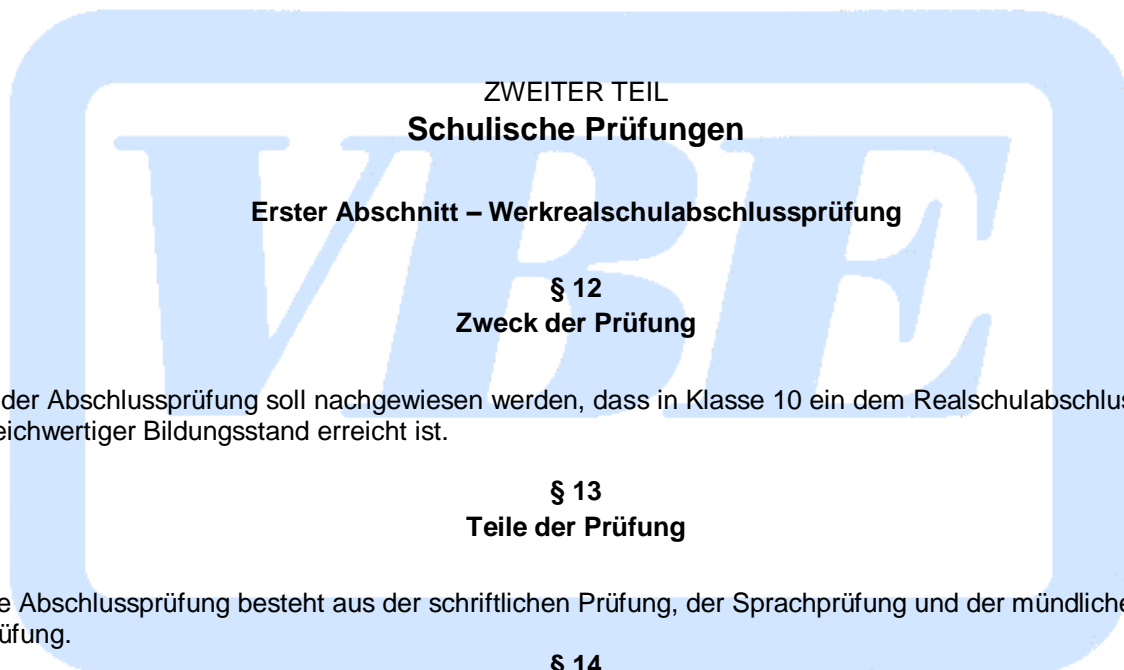 ZWEITER TEIL
Schulische Prüfungen
Erster Abschnitt – Werkrealschulabschlussprüfung
§ 12
Zweck der Prüfung
der Abschlussprüfung soll nachgewiesen werden, dass in Klasse 10 ein dem Realschulabschlus
eichwertiger Bildungsstand erreicht ist.
§ 13
Teile der Prüfung
e Abschlussprüfung besteht aus der schriftlichen Prüfung, der Sprachprüfung und der mündliche
üfung.
§ 14
VBE